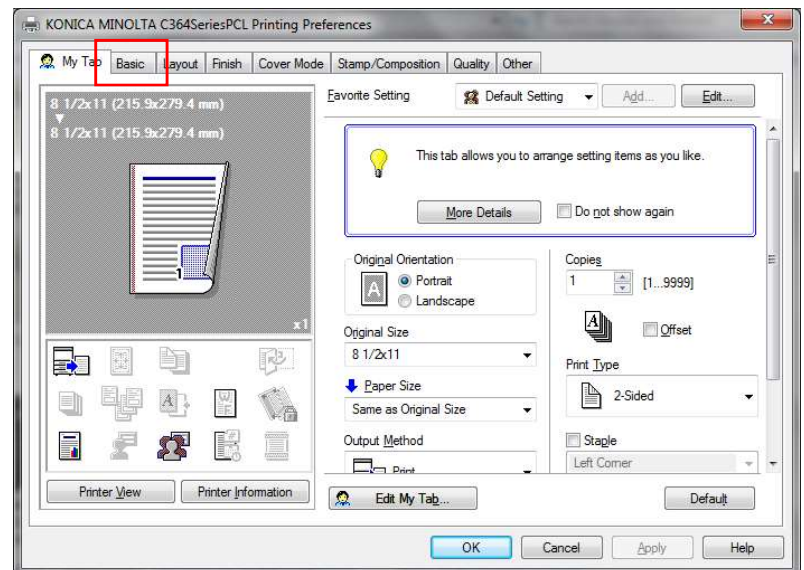 KONICA MINOLTA C364SeriesPCL Printing Preferences
My Tab Basic Layout Finish Cover Mode Stamp/Composition Quality Other
8 1/2x11 (215.9x279.4 mm)
8 1/2x11 (215.9x279.4 mm)
1
x1
Printer View Printer Information
Favorite Setting Default Setting Add... Edit...
This tab allows you to arrange setting items as you like.
More Details Do not show again
Original Orientation
A Portrait
Landscape
Original Size
8 1/2x11
Paper Size
Same as Original Size
Output Method
Print
Copies
1 [1...9999]
A Offset
Print Type
2-Sided
Staple
Left Corner
Edit My Tab... Default
OK Cancel Apply Help